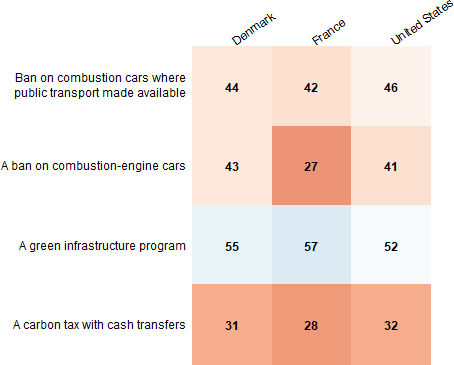 Denmark France United States
Ban on combustion cars where
public transport made available
44 42 46
A ban on combustion-engine cars
43 27 41
A green infrastructure program
55 57 52
A carbon tax with cash transfers
31 28 32